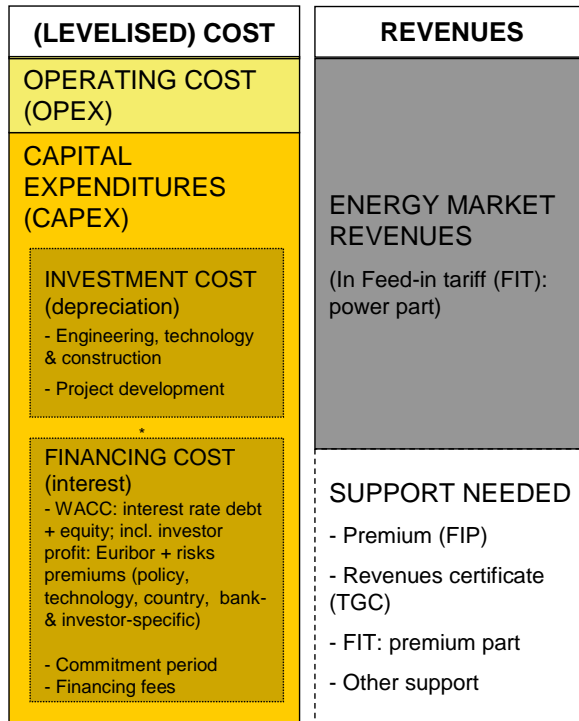 (LEVELISED) COST
OPERATING COST
(OPEX)
CAPITAL
EXPENDITURES
(CAPEX)
INVESTMENT COST
(depreciation)
- Engineering, technology
& construction
- Project development
*
FINANCING COST
(interest)
- WACC: interest rate debt
+ equity; incl. investor
profit: Euribor + risks
premiums (policy,
technology, country, bank-
& investor-specific)
- Commitment period
- Financing fees
REVENUES
ENERGY MARKET
REVENUES
(In Feed-in tariff (FIT):
power part)
SUPPORT NEEDED
- Premium (FIP)
- Revenues certificate
(TGC)
- FIT: premium part
- Other support